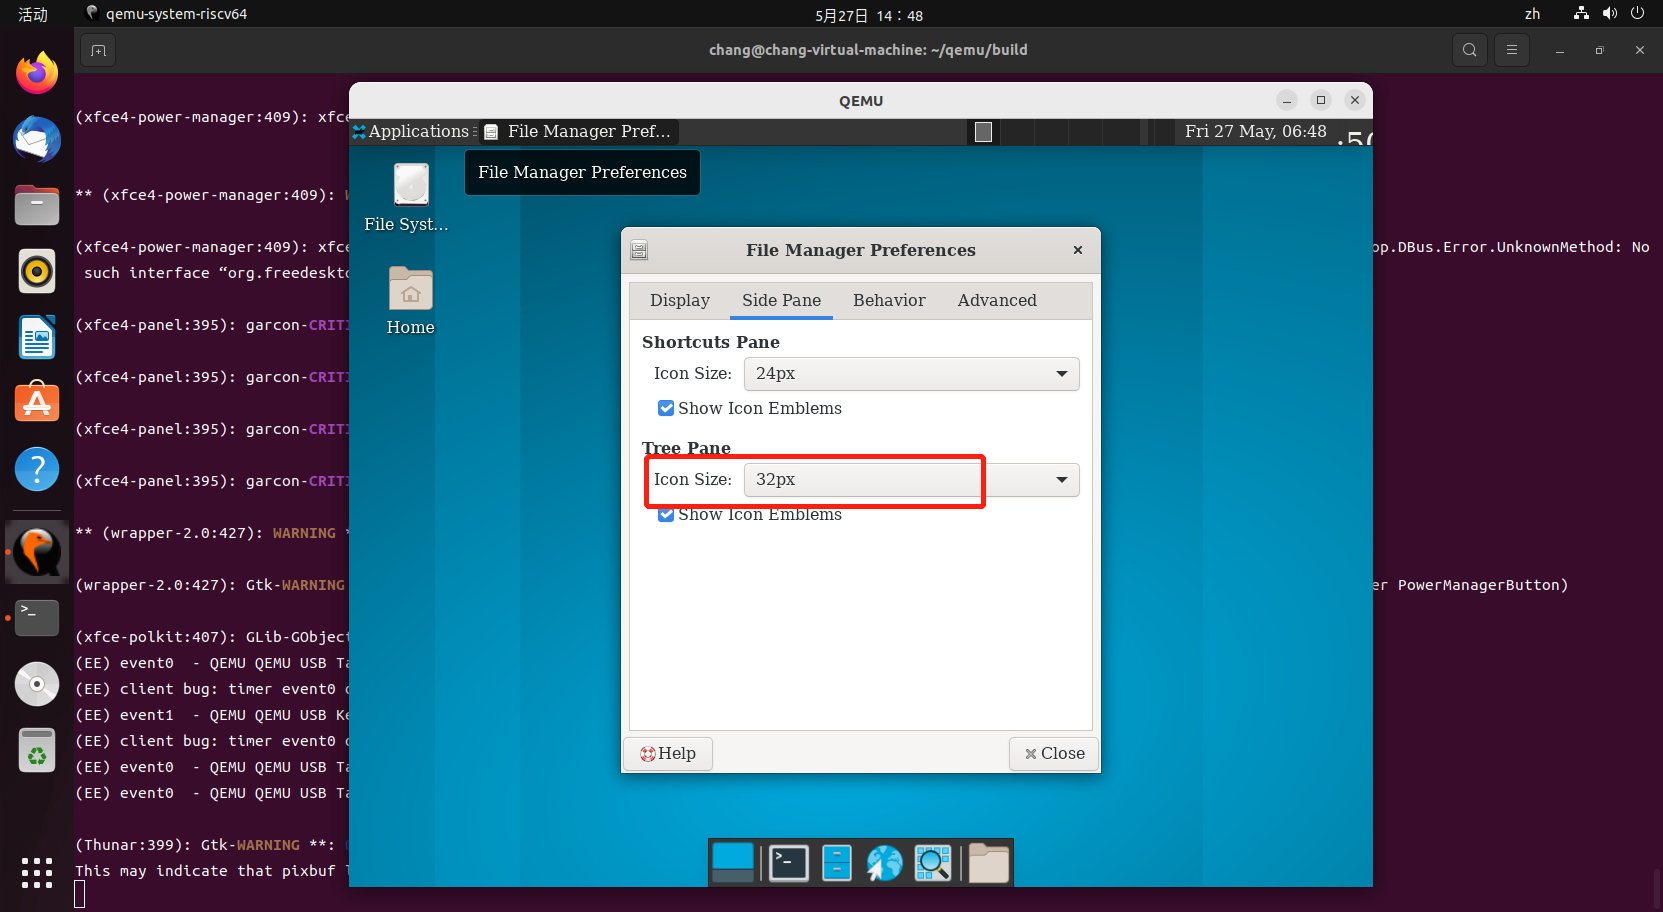 活动
qemu-system-riscv64
5月27日 14：48
zh
chang@chang-virtual-machine: ~/qemu/build
(xfce4-power-manager:409): xfce
** (xfce4-power-manager:409):
(xfce4-power-manager:409): xfce
op.DBus.Error.UnknownMethod: No
such interface “org.freedeskto
(xfce4-panel:395): garcon-CRITI
(xfce4-panel:395): garcon-CRITI
(xfce4-panel:395): garcon-CRITI
(xfce4-panel:395): garcon-CRITI
** (wrapper-2.0:427): WARNING *
(wrapper-2.0:427): Gtk-WARNING
er PowerManagerButton)
(xfce-polkit:407): GLib-GObject
(EE) event0  - QEMU QEMU USB Ta
(EE) client bug: timer event0 d
(EE) event1  - QEMU QEMU USB Ke
(EE) client bug: timer event0 d
(EE) event0  - QEMU QEMU USB Ta
(EE) event0  - QEMU QEMU USB Ta
(Thunar:399): Gtk-WARNING **:
This may indicate that pixbuf l
QEMU
Applications
File Manager Pref...
Fri 27 May, 06:48
File Manager Preferences
File Syst...
Home
File Manager Preferences
Display
Side Pane
Behavior
Advanced
Shortcuts Pane
Icon Size:
24px
Show Icon Emblems
Tree Pane
Icon Size:
32px
Show Icon Emblems
Help
Close